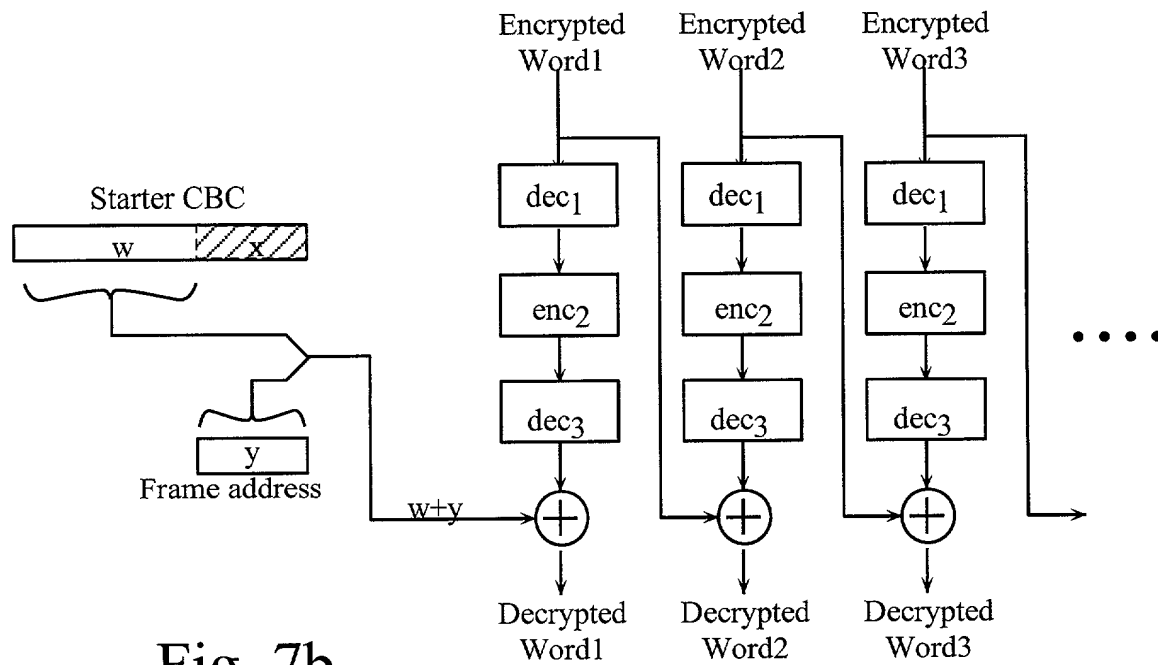 Encrypted
Word1
Encrypted
Word2
Encrypted
Word3
Starter CBC
w
x
dec1
dec1
dec1
enc2
enc2
enc2
dec3
dec3
dec3
y
Frame address
w+y
Decrypted
Word1
Decrypted
Word2
Decrypted
Word3
Fig. 7b